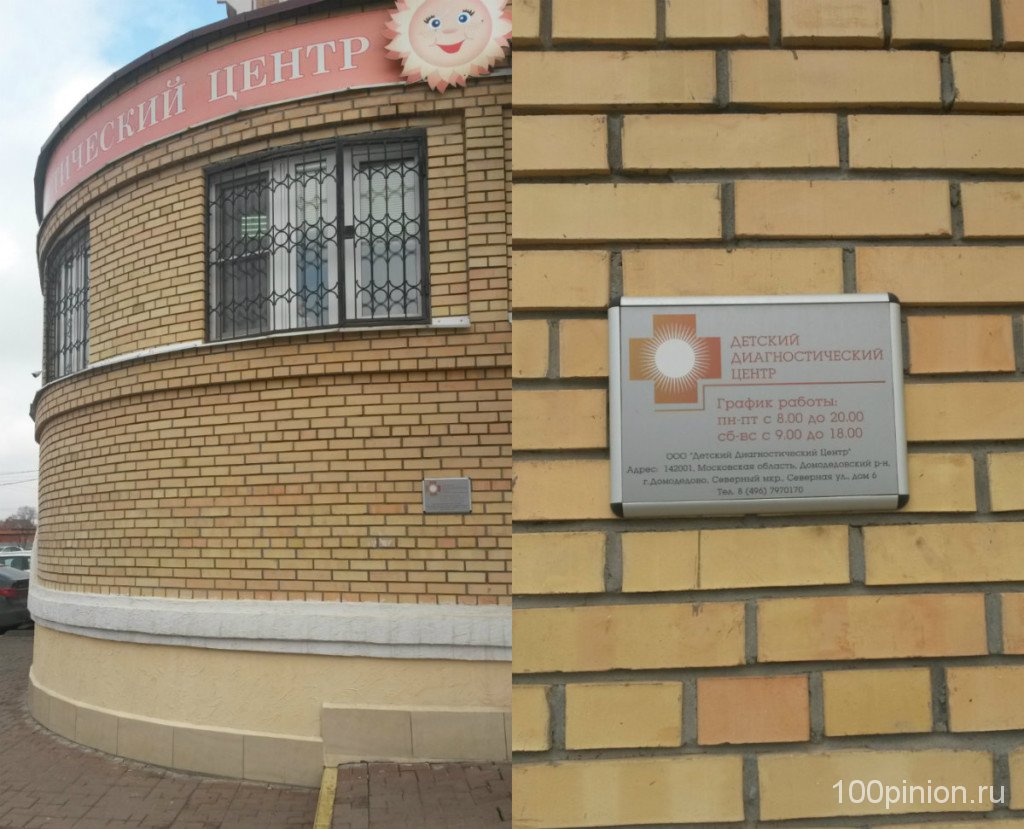 ЦЕНТР
ДЕТСКИЙ
ДИАГНОСТИЧЕСКИЙ
ЦЕНТР
График работы:
пн-пт с 8.00 до 20.00
сб-вс с 9.00 до 18.00
ООО "Детский Диагностический Центр"
Адрес: 142001, Московская область, Домодедовский р-н,
г.Домодедово, Северный мкр., Северная ул., дом 6
Тел. 8 (496) 7970170
100pinion.ru